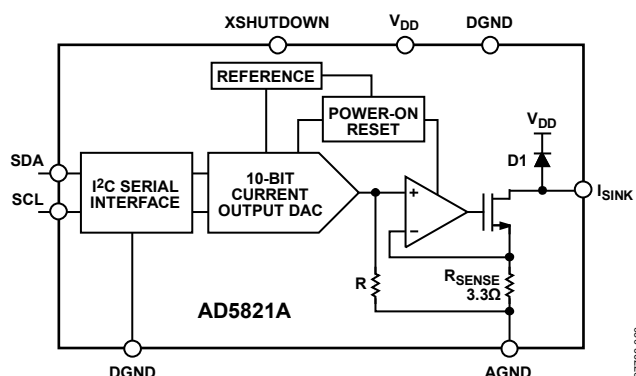 XSHUTDOWN
VDD
DGND
REFERENCE
POWER-ON
RESET
VDD
D1
SDA
SCL
I2C SERIAL
INTERFACE
10-BIT
CURRENT
OUTPUT DAC
+
–
ISINK
R
RSENSE
3.3Ω
AD5821A
DGND
AGND